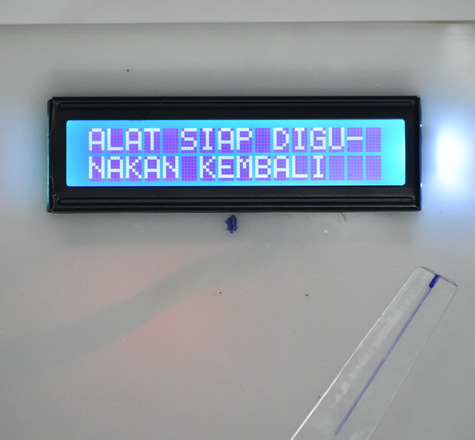 ALAT SIAP DIGU-
NAKAN KEMBALI